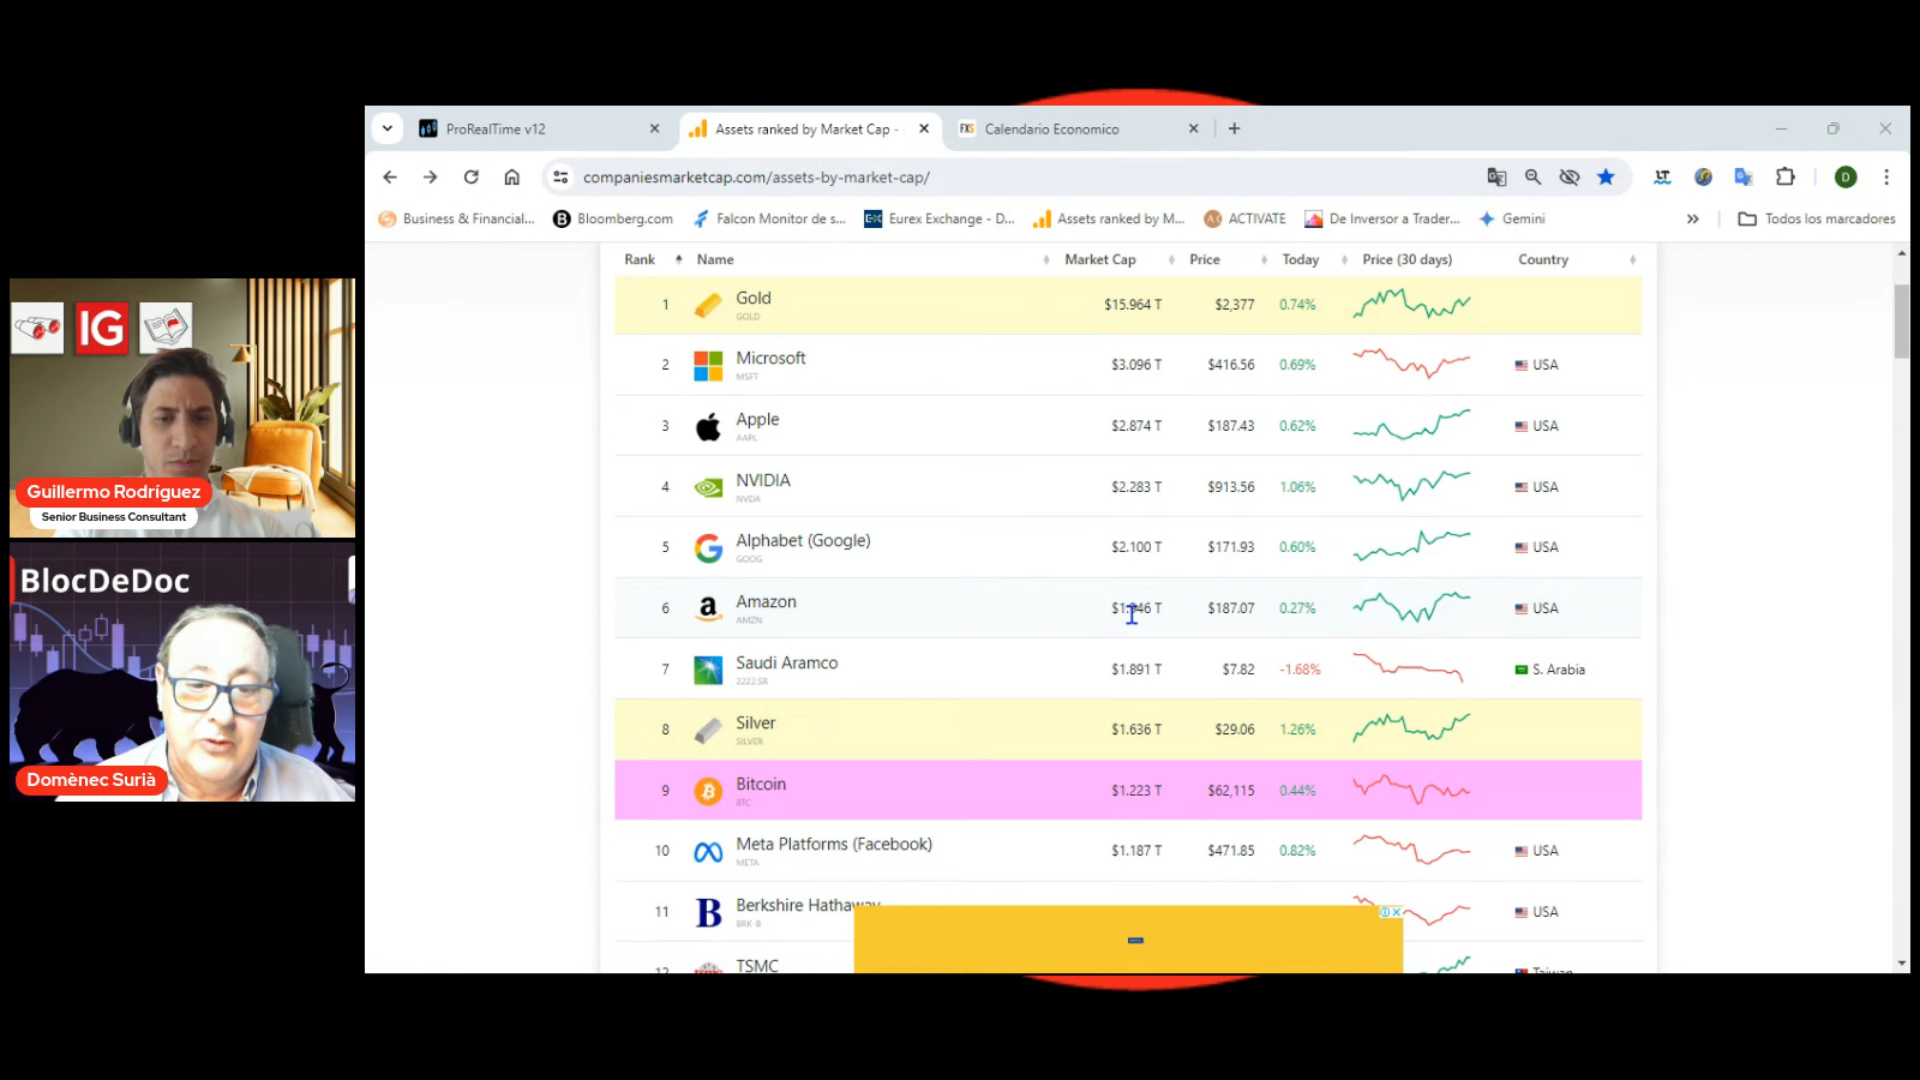 ProRealTime v12
Assets ranked by Market Cap -
FXS Calendario Economico
companiesmarketcap.com/assets-by-market-cap/
D
Business & Financial...
Bloomberg.com
Falcon Monitor de s...
Eurex Exchange - D...
Assets ranked by M...
ACTIVATE
De Inversor a Trader...
Gemini
Todos los marcadores
Rank Name Market Cap Price Today Price (30 days) Country
1 Gold $15.964 T $2,377 0.74%
GOLD
2 Microsoft $3.096 T $416.56 0.69% USA
MSFT
3 Apple $2.874 T $187.43 0.62% USA
AAPL
4 NVIDIA $2.283 T $913.56 1.06% USA
NVDA
5 Alphabet (Google) $2.100 T $171.93 0.60% USA
GOOG
6 Amazon T $187.07 0.27% USA
AMZN
7 Saudi Aramco $1.891 T $7.82 -1.68% S. Arabia
2222.SR
8 Silver $1.636 T $29.06 1.26%
SILVER
9 Bitcoin $1.223 T $62,115 0.44%
BTC
10 Meta Platforms (Facebook) $1.187 T $471.85 0.82% USA
META
11 Berkshire Hathaway USA
BRK-B
12 TSMC Taiwan
IG
Guillermo Rodríguez
Senior Business Consultant
BlocDeDoc
Domènec Surià